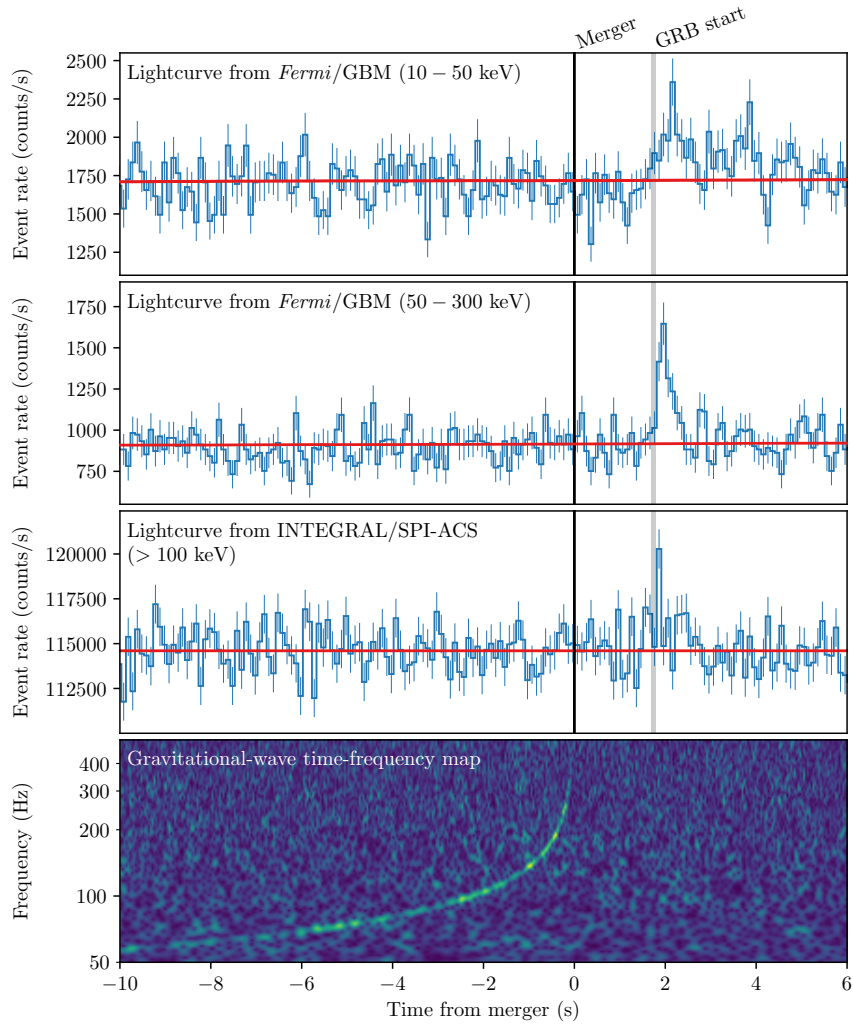 Merger
GRB start
Lightcurve from Fermi/GBM (10 − 50 keV)
Event rate (counts/s)
2500
2250
2000
1750
1500
1250
Lightcurve from Fermi/GBM (50 − 300 keV)
Event rate (counts/s)
1750
1500
1250
1000
750
Lightcurve from INTEGRAL/SPI-ACS
(> 100 keV)
Event rate (counts/s)
120000
117500
115000
112500
Gravitational-wave time-frequency map
Frequency (Hz)
400
300
200
100
50
−10 −8 −6 −4 −2 0 2 4 6
Time from merger (s)